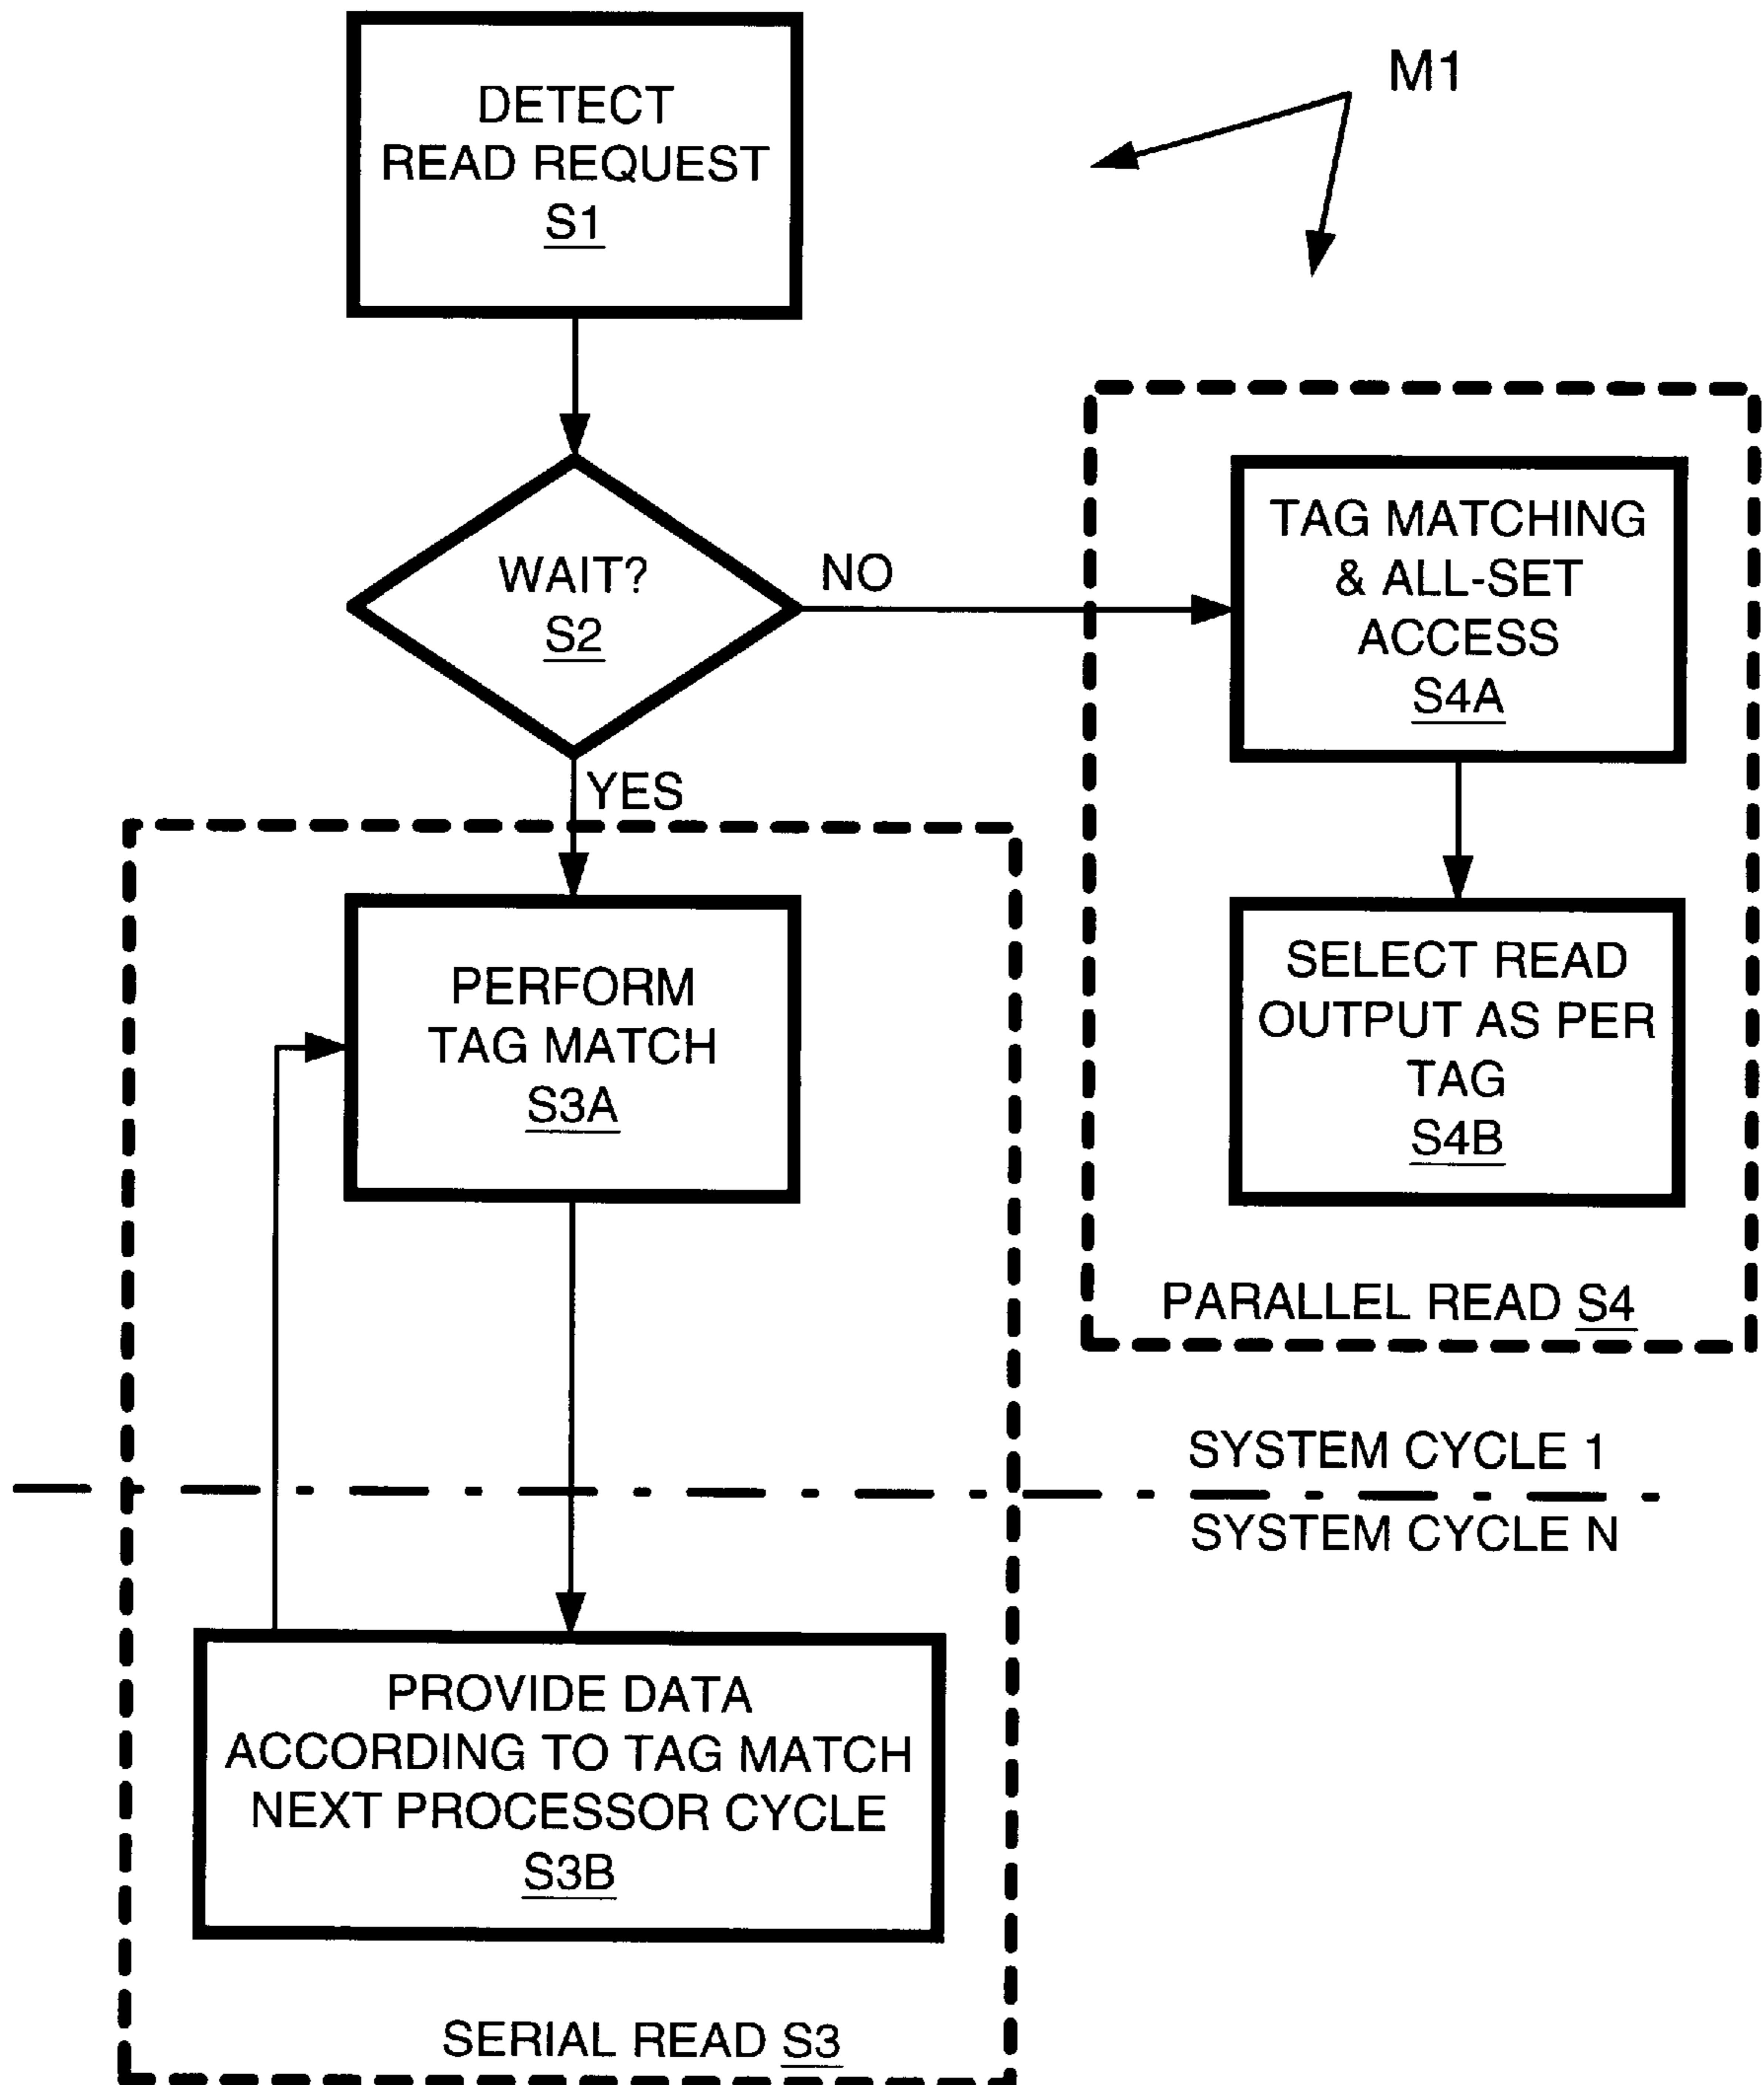 DETECT
READ REQUEST
S1
M1
WAIT?
S2
NO
YES
TAG MATCHING
& ALL-SET
ACCESS
S4A
SELECT READ
OUTPUT AS PER
TAG
S4B
PARALLEL READ S4
PERFORM
TAG MATCH
S3A
SYSTEM CYCLE 1
SYSTEM CYCLE N
PROVIDE DATA
ACCORDING TO TAG MATCH
NEXT PROCESSOR CYCLE
S3B
SERIAL READ S3